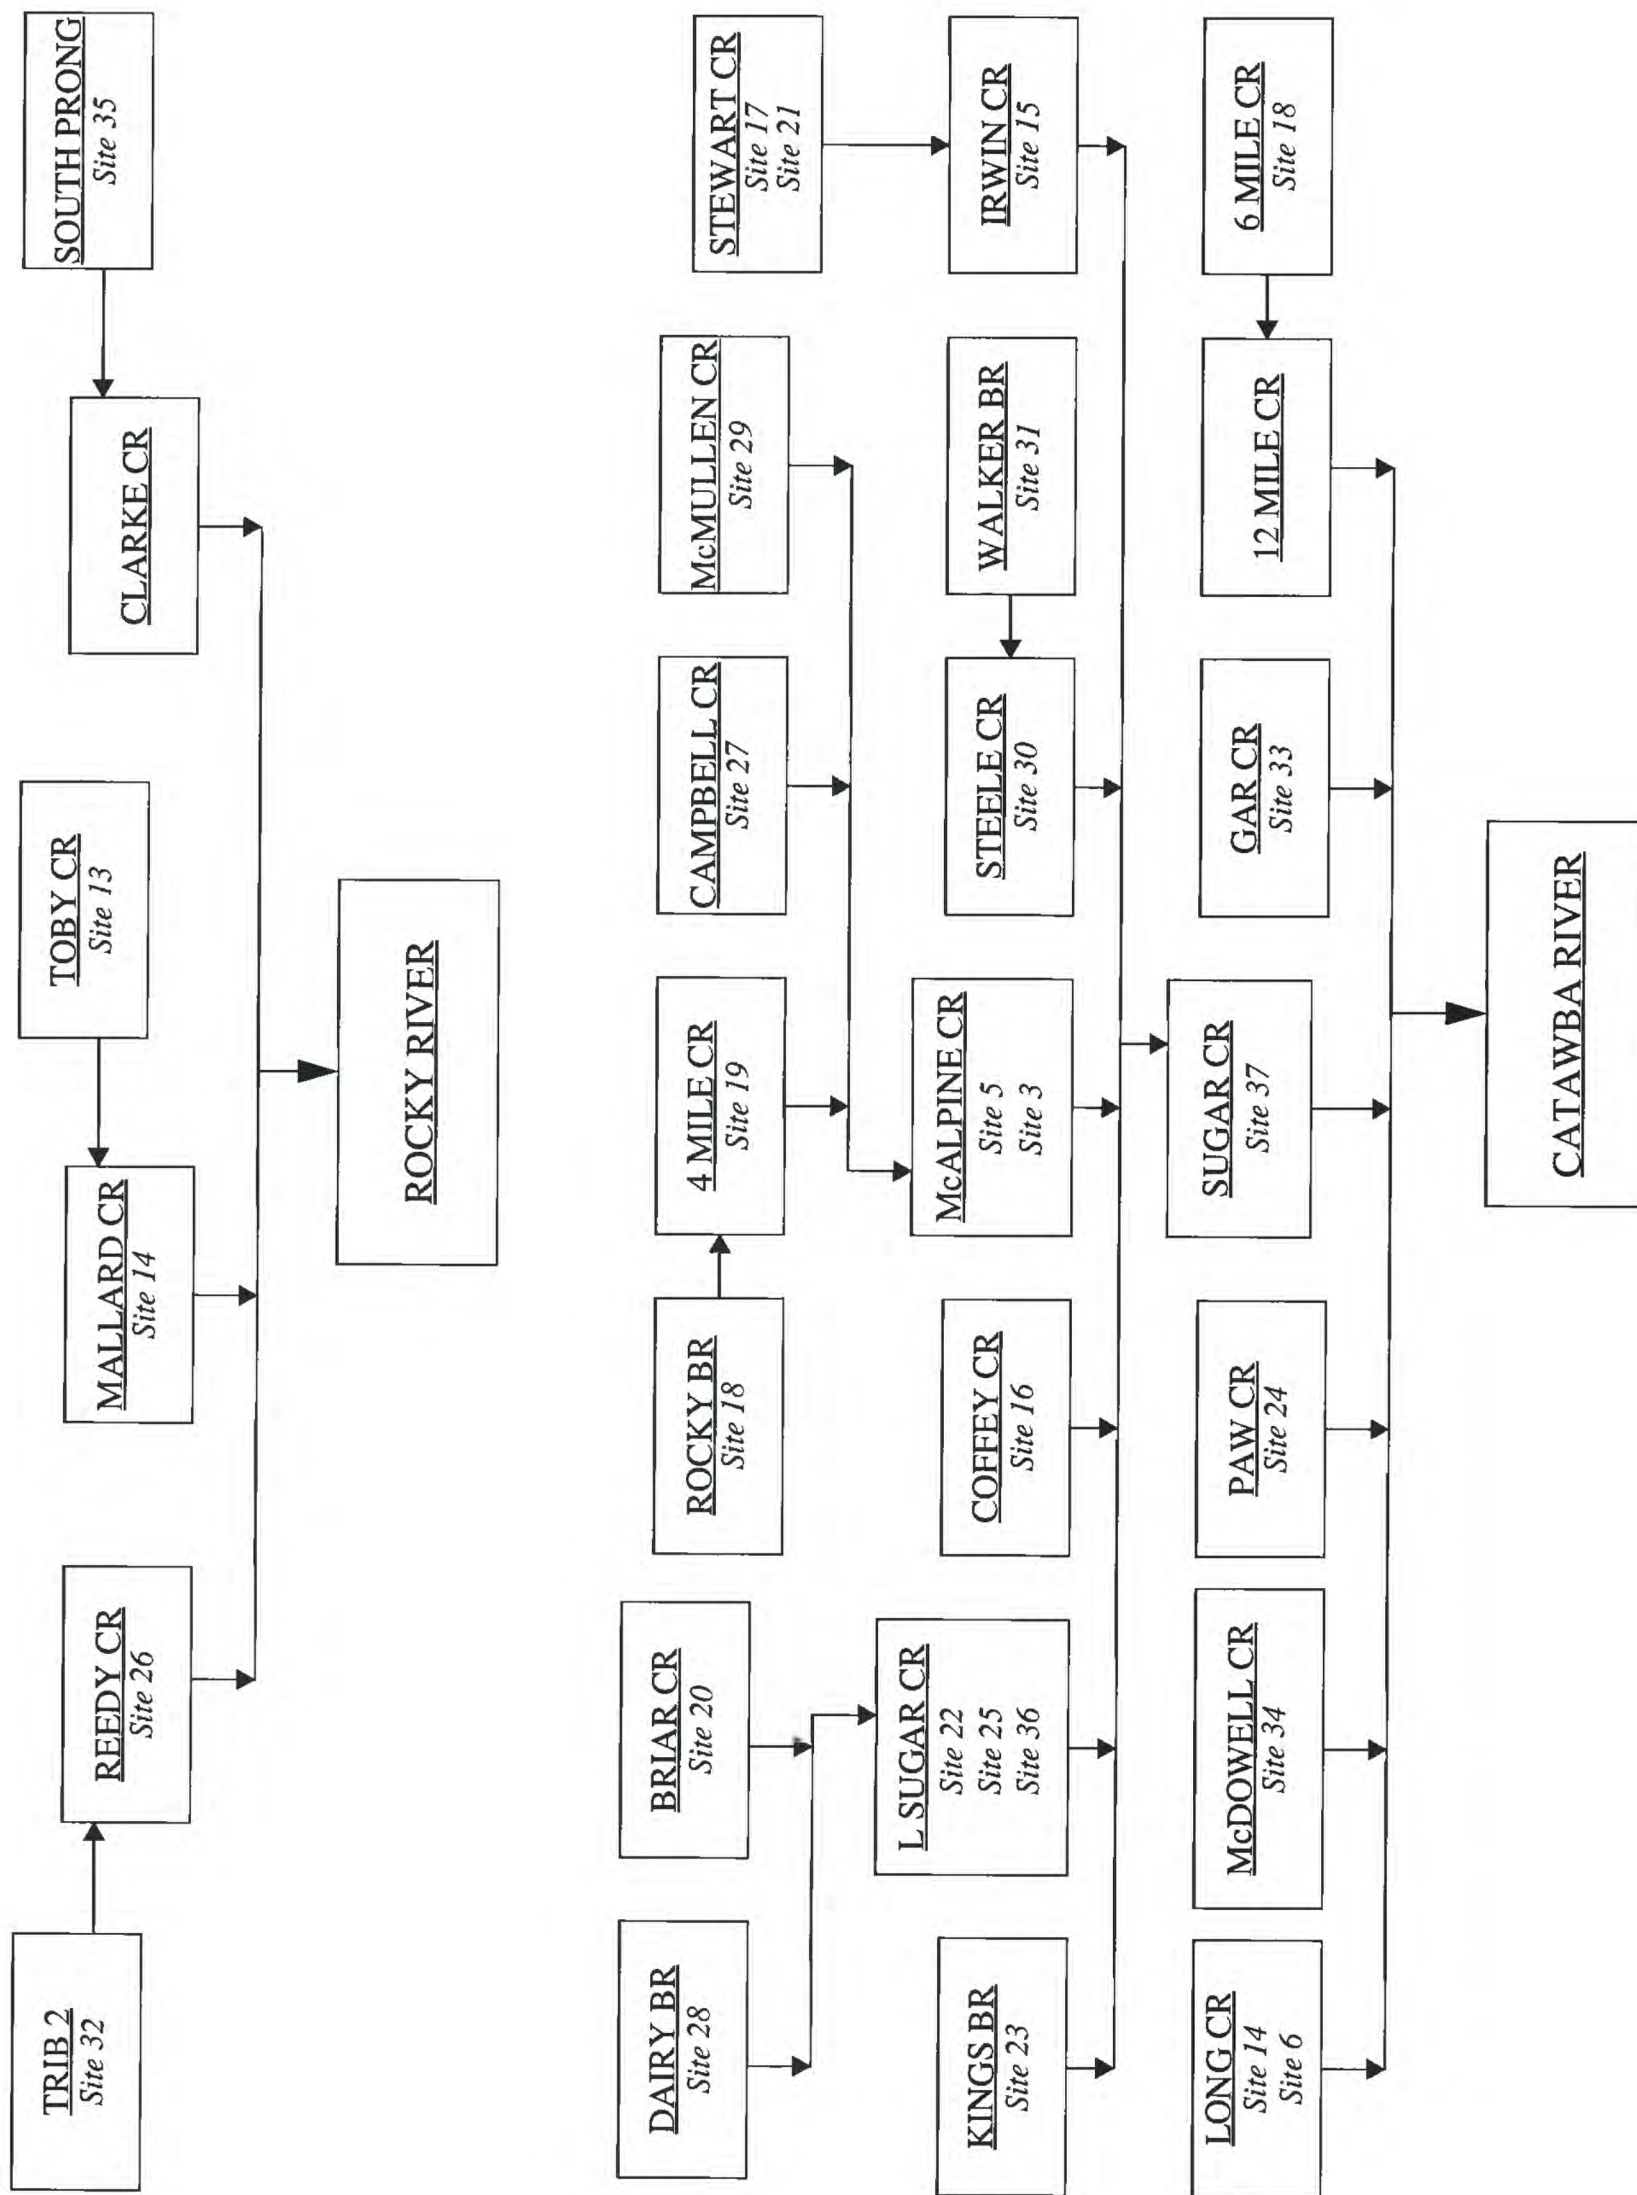 TRIB 2
Site 32
REEDY CR
Site 26
MALLARD CR
Site 14
TOBY CR
Site 13
CLARKE CR
SOUTH PRONG
Site 35
ROCKY RIVER
DAIRY BR
Site 28
BRIAR CR
Site 20
ROCKY BR
Site 18
4 MILE CR
Site 19
CAMPBELL CR
Site 27
McMULLEN CR
Site 29
STEWART CR
Site 17
Site 21
KINGS BR
Site 23
L SUGAR CR
Site 22
Site 25
Site 36
COFFEY CR
Site 16
McALPINE CR
Site 5
Site 3
STEELE CR
Site 30
WALKER BR
Site 31
IRWIN CR
Site 15
LONG CR
Site 14
Site 6
McDOWELL CR
Site 34
PAW CR
Site 24
SUGAR CR
Site 37
GAR CR
Site 33
12 MILE CR
6 MILE CR
Site 18
CATAWBA RIVER